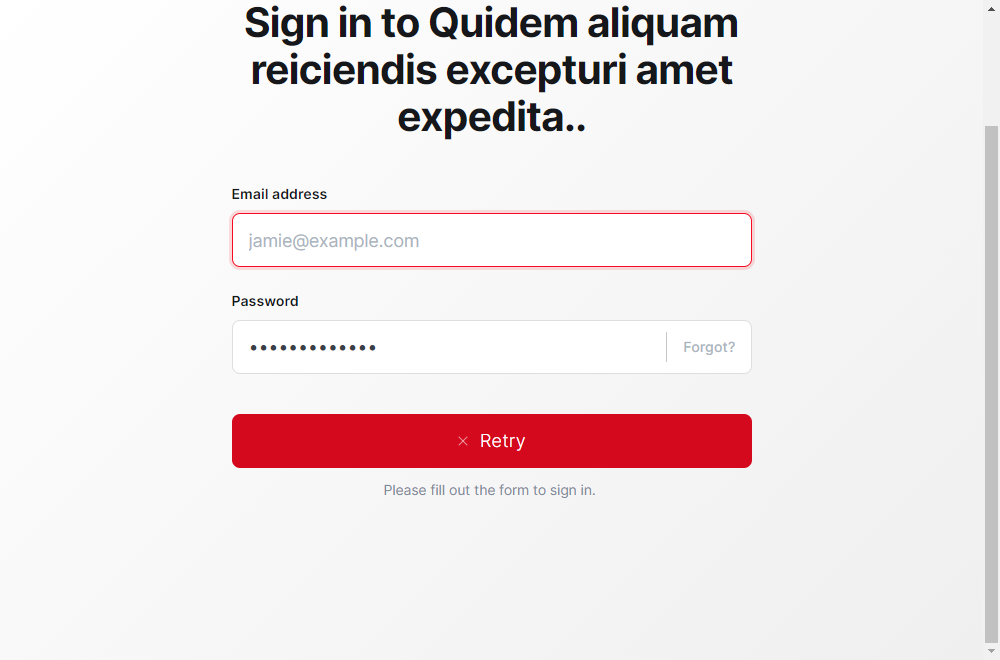 Sign in to Quidem aliquam
reiciendis excepturi amet
expedita..
Email address
jamie@example.com
Password
•••••••••••••
Forgot?
× Retry
Please fill out the form to sign in.